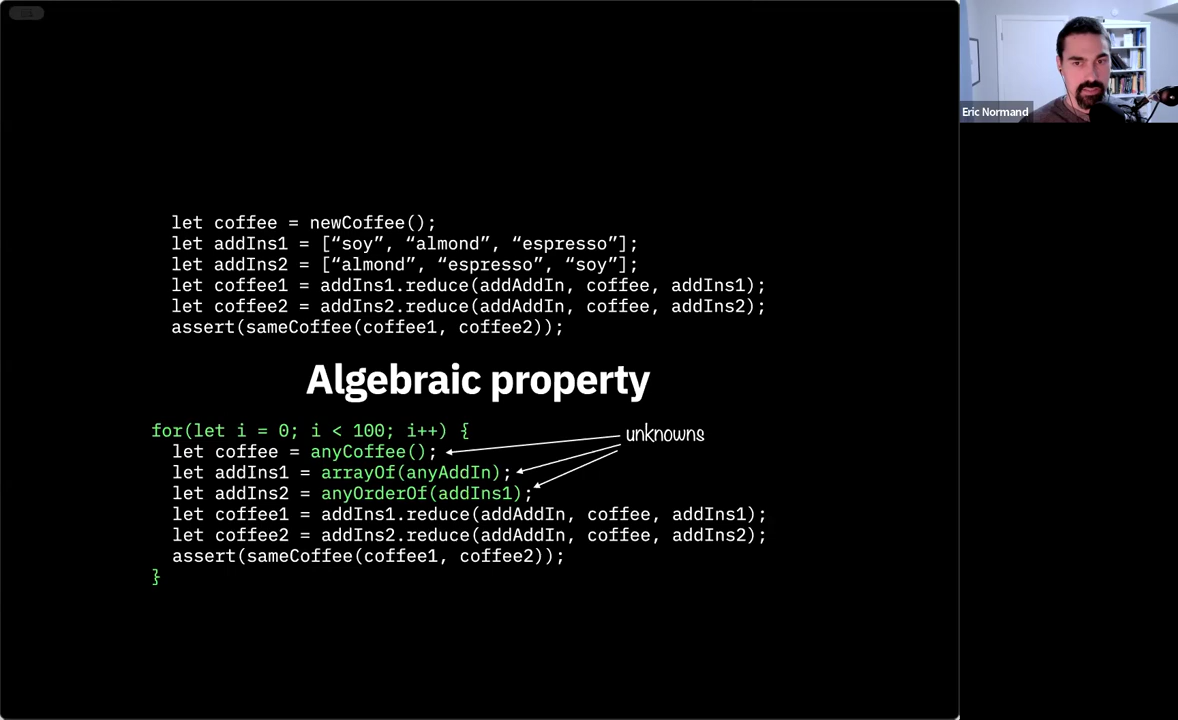 let coffee = newCoffee();
let addIns1 = [“soy”, “almond”, “espresso”];
let addIns2 = [“almond”, “espresso”, “soy”];
let coffee1 = addIns1.reduce(addAddIn, coffee, addIns1);
let coffee2 = addIns2.reduce(addAddIn, coffee, addIns2);
assert(sameCoffee(coffee1, coffee2));
Algebraic property
for(let i = 0; i < 100; i++) {
unknowns
let coffee = anyCoffee();
let addIns1 = arrayOf(anyAddIn);
let addIns2 = anyOrderOf(addIns1);
let coffee1 = addIns1.reduce(addAddIn, coffee, addIns1);
let coffee2 = addIns2.reduce(addAddIn, coffee, addIns2);
assert(sameCoffee(coffee1, coffee2));
}
Eric Normand